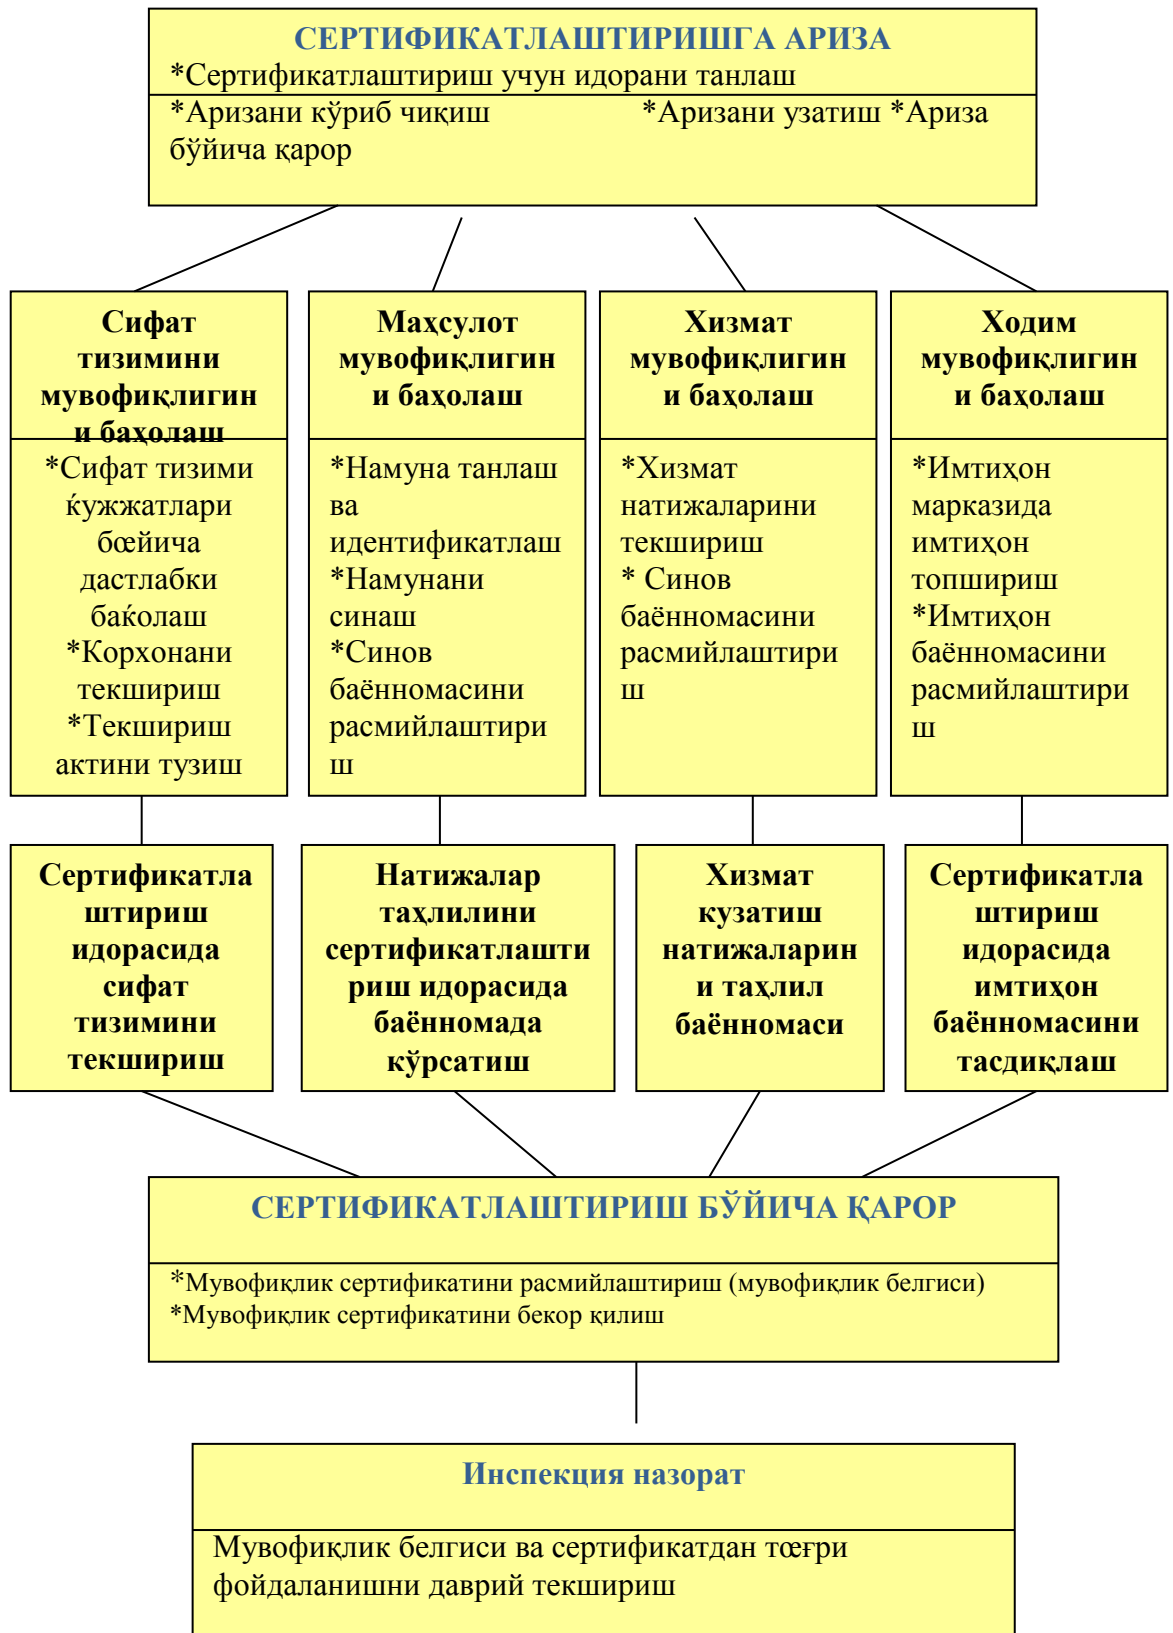 СЕРТИФИКАТЛАШТИРИШГА АРИЗА
*Сертификатлаштириш учун идорани танлаш
*Аризани кўриб чиқиш *Аризани узатиш *Ариза
бўйича қарор
Сифат
тизимини
мувофиқлигин
и баҳолаш
*Сифат тизими
ќужжатлари
бœйича
дастлабки
баќолаш
*Корхонани
текшириш
*Текшириш
актини тузиш
Маҳсулот
мувофиқлигин
и баҳолаш
*Намуна танлаш
ва
идентификатлаш
*Намунани
синаш
*Синов
баённомасини
расмийлаштири
ш
Хизмат
мувофиқлигин
и баҳолаш
*Хизмат
натижаларини
текшириш
* Синов
баённомасини
расмийлаштири
ш
Ходим
мувофиқлигин
и баҳолаш
*Имтиҳон
марказида
имтиҳон
топшириш
*Имтиҳон
баённомасини
расмийлаштири
ш
Сертификатла
штириш
идорасида
сифат
тизимини
текшириш
Натижалар
таҳлилини
сертификатлашти
риш идорасида
баённомада
кўрсатиш
Хизмат
кузатиш
натижаларин
и таҳлил
баённомаси
Сертификатла
штириш
идорасида
имтиҳон
баённомасини
тасдиқлаш
СЕРТИФИКАТЛАШТИРИШ БЎЙИЧА ҚАРОР
*Мувофиқлик сертификатини расмийлаштириш (мувофиқлик белгиси)
*Мувофиқлик сертификатини бекор қилиш
Инспекция назорат
Мувофиқлик белгиси ва сертификатдан тœғри
фойдаланишни даврий текшириш